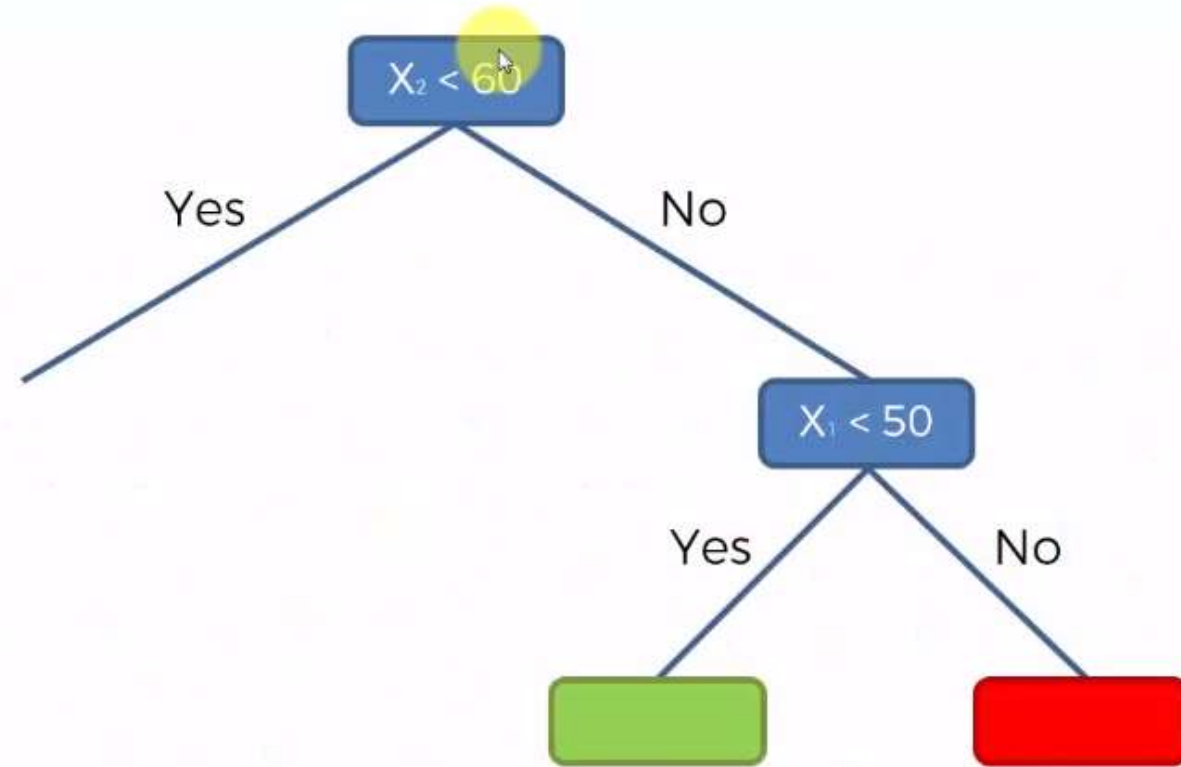 X₂ < 60
Yes
No
X₁ < 50
Yes
No